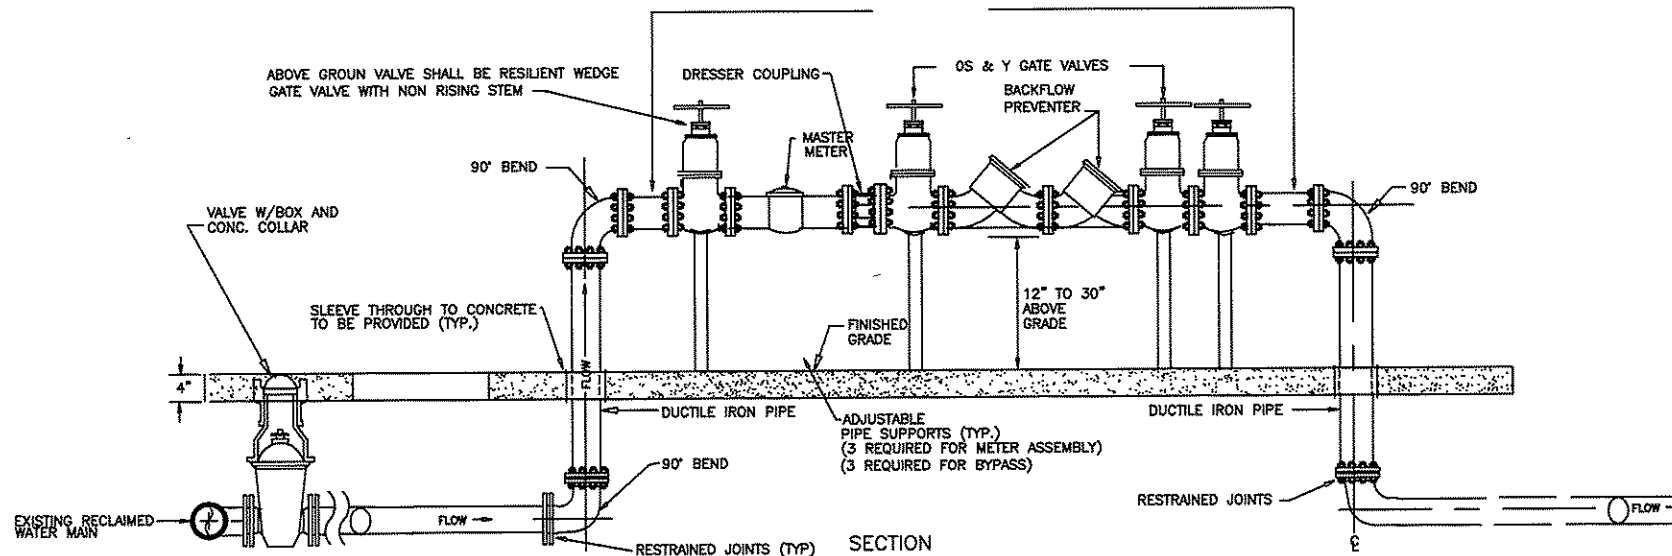 ABOVE GROUN VALVE SHALL BE RESILIENT WEDGE
GATE VALVE WITH NON RISING STEM
DRESSER COUPLING
OS & Y GATE VALVES
BACKFLOW
PREVENTER
MASTER
METER
90° BEND
90° BEND
VALVE W/BOX AND
CONC. COLLAR
SLEEVE THROUGH TO CONCRETE
TO BE PROVIDED (TYP.)
FINISHED
GRADE
12" TO 30"
ABOVE
GRADE
4"
FLOW
DUCTILE IRON PIPE
DUCTILE IRON PIPE
ADJUSTABLE
PIPE SUPPORTS (TYP.)
(3 REQUIRED FOR METER ASSEMBLY)
(3 REQUIRED FOR BYPASS)
90° BEND
RESTRAINED JOINTS
EXISTING RECLAIMED
WATER MAIN
FLOW
FLOW
RESTRAINED JOINTS (TYP)
SECTION
℄